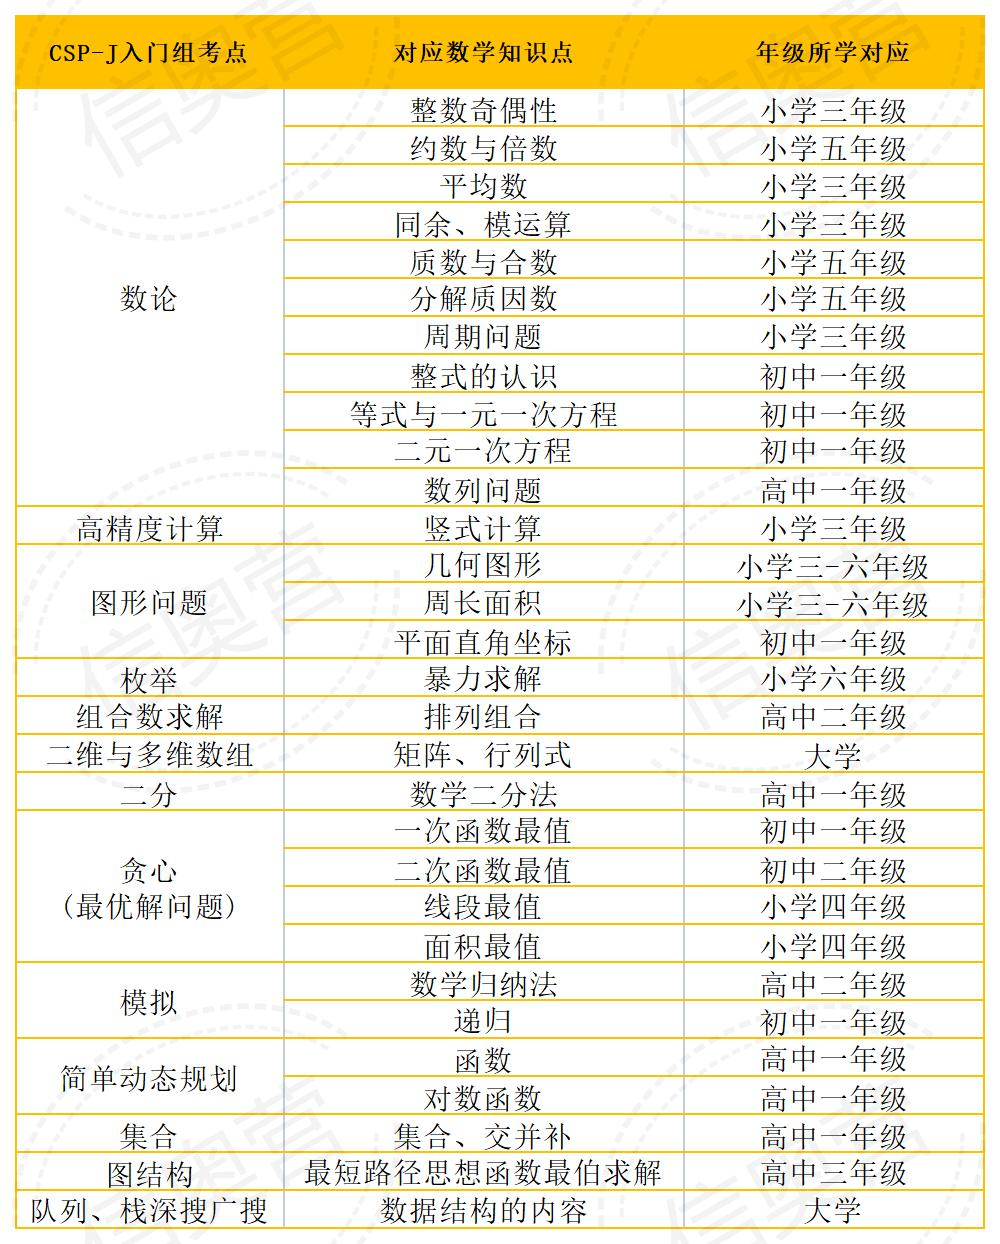 CSP-J入门组考点 对应数学知识点 年级所学对应
数论
整数奇偶性 小学三年级
约数与倍数 小学五年级
平均数 小学三年级
同余、模运算 小学三年级
质数与合数 小学五年级
分解质因数 小学五年级
周期问题 小学三年级
整式的认识 初中一年级
等式与一元一次方程 初中一年级
二元一次方程 初中一年级
数列问题 高中一年级
高精度计算 竖式计算 小学三年级
图形问题
几何图形 小学三-六年级
周长面积 小学三-六年级
平面直角坐标 初中一年级
枚举 暴力求解 小学六年级
组合数求解 排列组合 高中二年级
二维与多维数组 矩阵、行列式 大学
二分 数学二分法 高中一年级
贪心
(最优解问题)
一次函数最值 初中一年级
二次函数最值 初中二年级
线段最值 小学四年级
面积最值 小学四年级
模拟
数学归纳法 高中二年级
递归 初中一年级
简单动态规划
函数 高中一年级
对数函数 高中一年级
集合 集合、交并补 高中一年级
图结构 最短路径思想函数最伯求解 高中三年级
队列、栈深搜广搜 数据结构的内容 大学
信奥营
信奥营
信奥营
信奥营
信奥营
信奥营